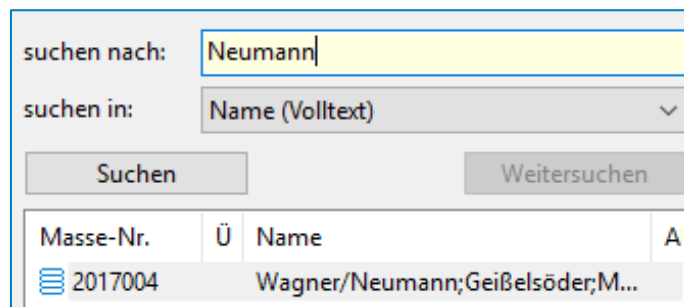 suchen nach: Neumann
suchen in: Name (Volltext)
Suchen Weitersuchen
Masse-Nr. Ü Name A
2017004 Wagner/Neumann;Geißelsöder;M...